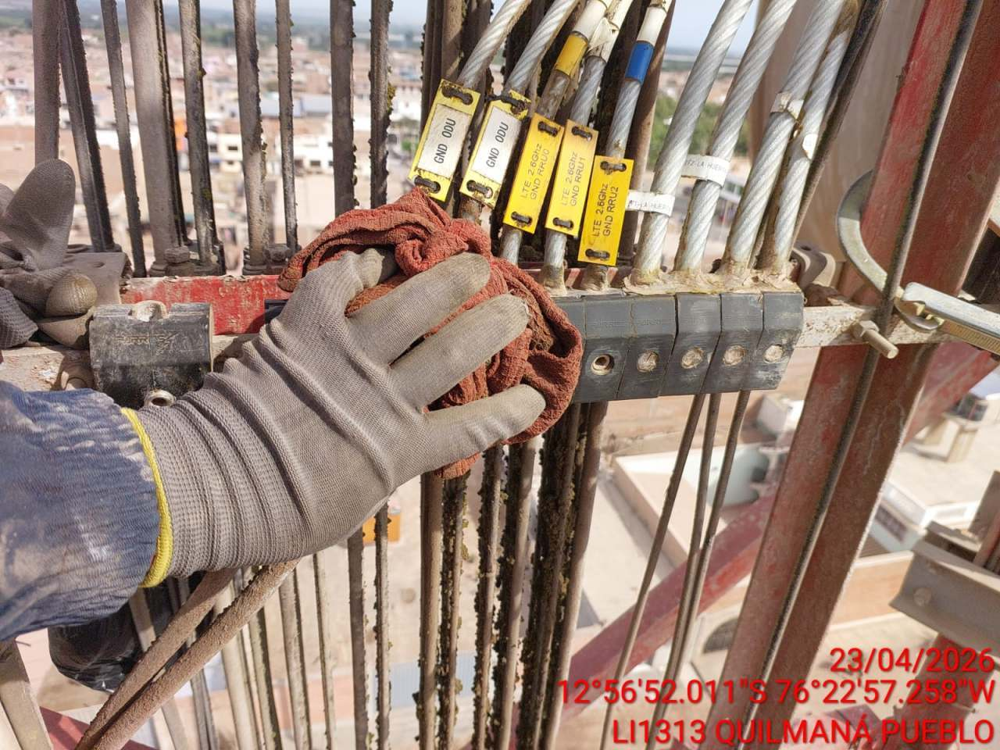 GND ODU
GND ODU
LTE 2.6Ghz
GND RRU0
LTE 2.6Ghz
GND RRU1
LTE 2.6Ghz
GND RRU2
23/04/2026
12°56'52.011"S 76°22'57.258"W
LI1313 QUILMANÁ PUEBLO